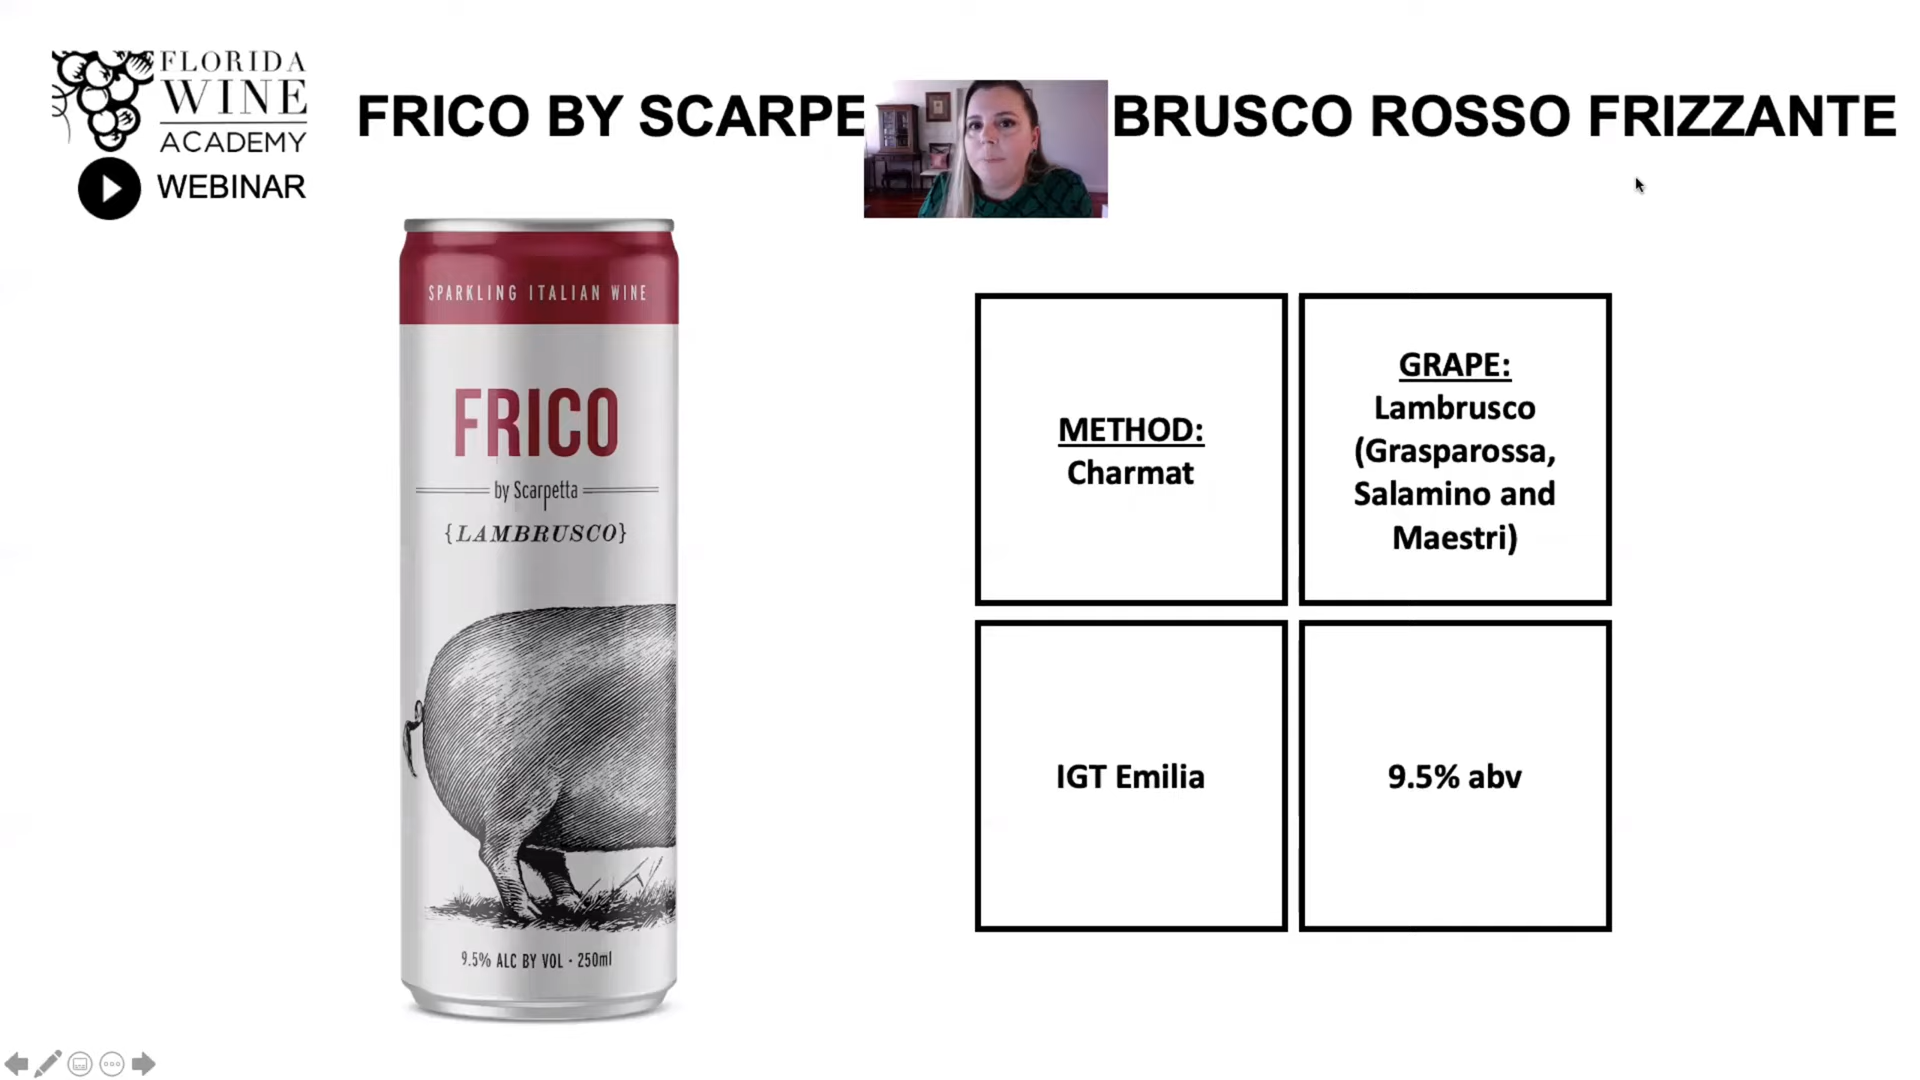 FLORIDA
WINE
ACADEMY
WEBINAR
FRICO BY SCARPE BRUSCO ROSSO FRIZZANTE
SPARKLING ITALIAN WINE
FRICO
by Scarpetta
{LAMBRUSCO}
9.5% ALC BY VOL - 250ml
METHOD:
Charmat
GRAPE:
Lambrusco
(Grasparossa,
Salamino and
Maestri)
IGT Emilia
9.5% abv